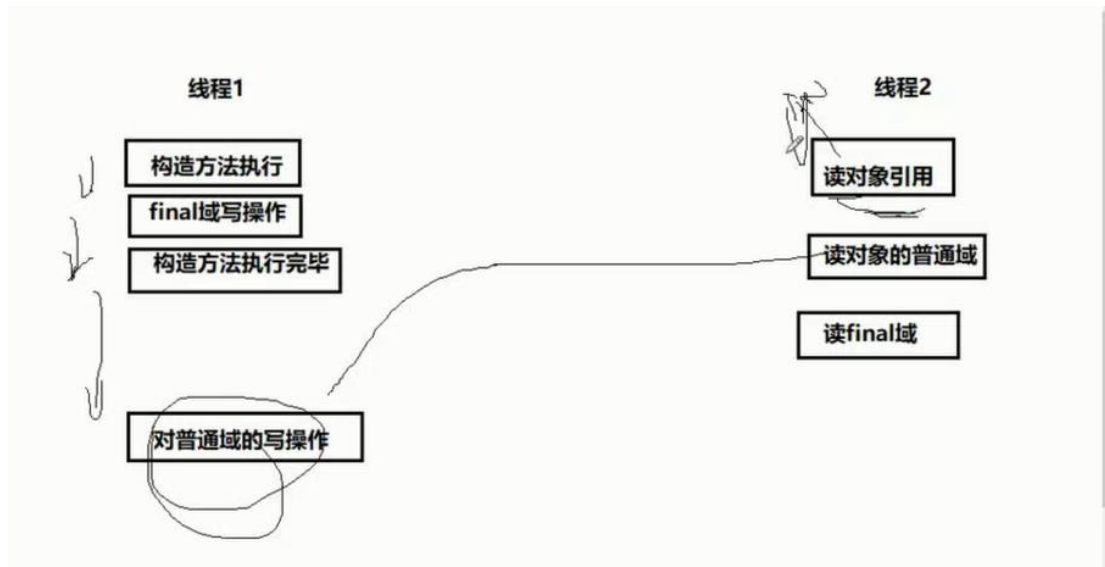 线程1
构造方法执行
final域写操作
构造方法执行完毕
对普通域的写操作
线程2
读对象引用
读对象的普通域
读final域